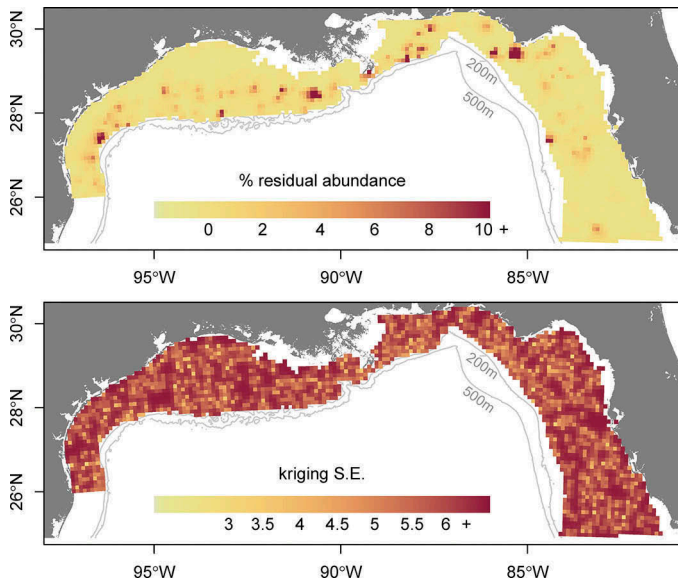 30°N
28°N
26°N
200m
500m
% residual abundance
0 2 4 6 8 10 +
95°W 90°W 85°W
30°N
28°N
26°N
200m
500m
kriging S.E.
3 3.5 4 4.5 5 5.5 6 +
95°W 90°W 85°W